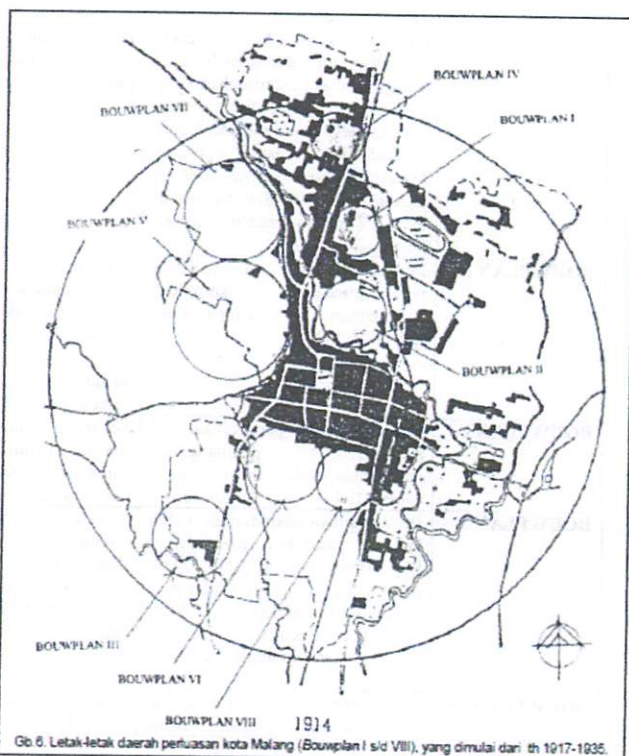 BOUWPLAN IV
BOUWPLAN VII
BOUWPLAN I
BOUWPLAN V
BOUWPLAN II
BOUWPLAN III
BOUWPLAN VI
BOUWPLAN VIII
1914
Gb.6. Letak-letak daerah perluasan kota Malang (Bouwplan I s/d VIII), yang dimulai dari th 1917-1935.